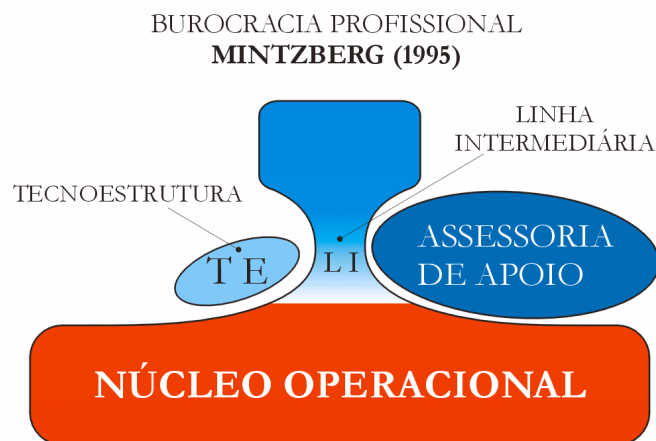 BUROCRACIA PROFISSIONAL
MINTZBERG (1995)
LINHA
INTERMEDIÁRIA
TECNOESTRUTURA
T E
L I
ASSESSORIA
DE APOIO
NÚCLEO OPERACIONAL